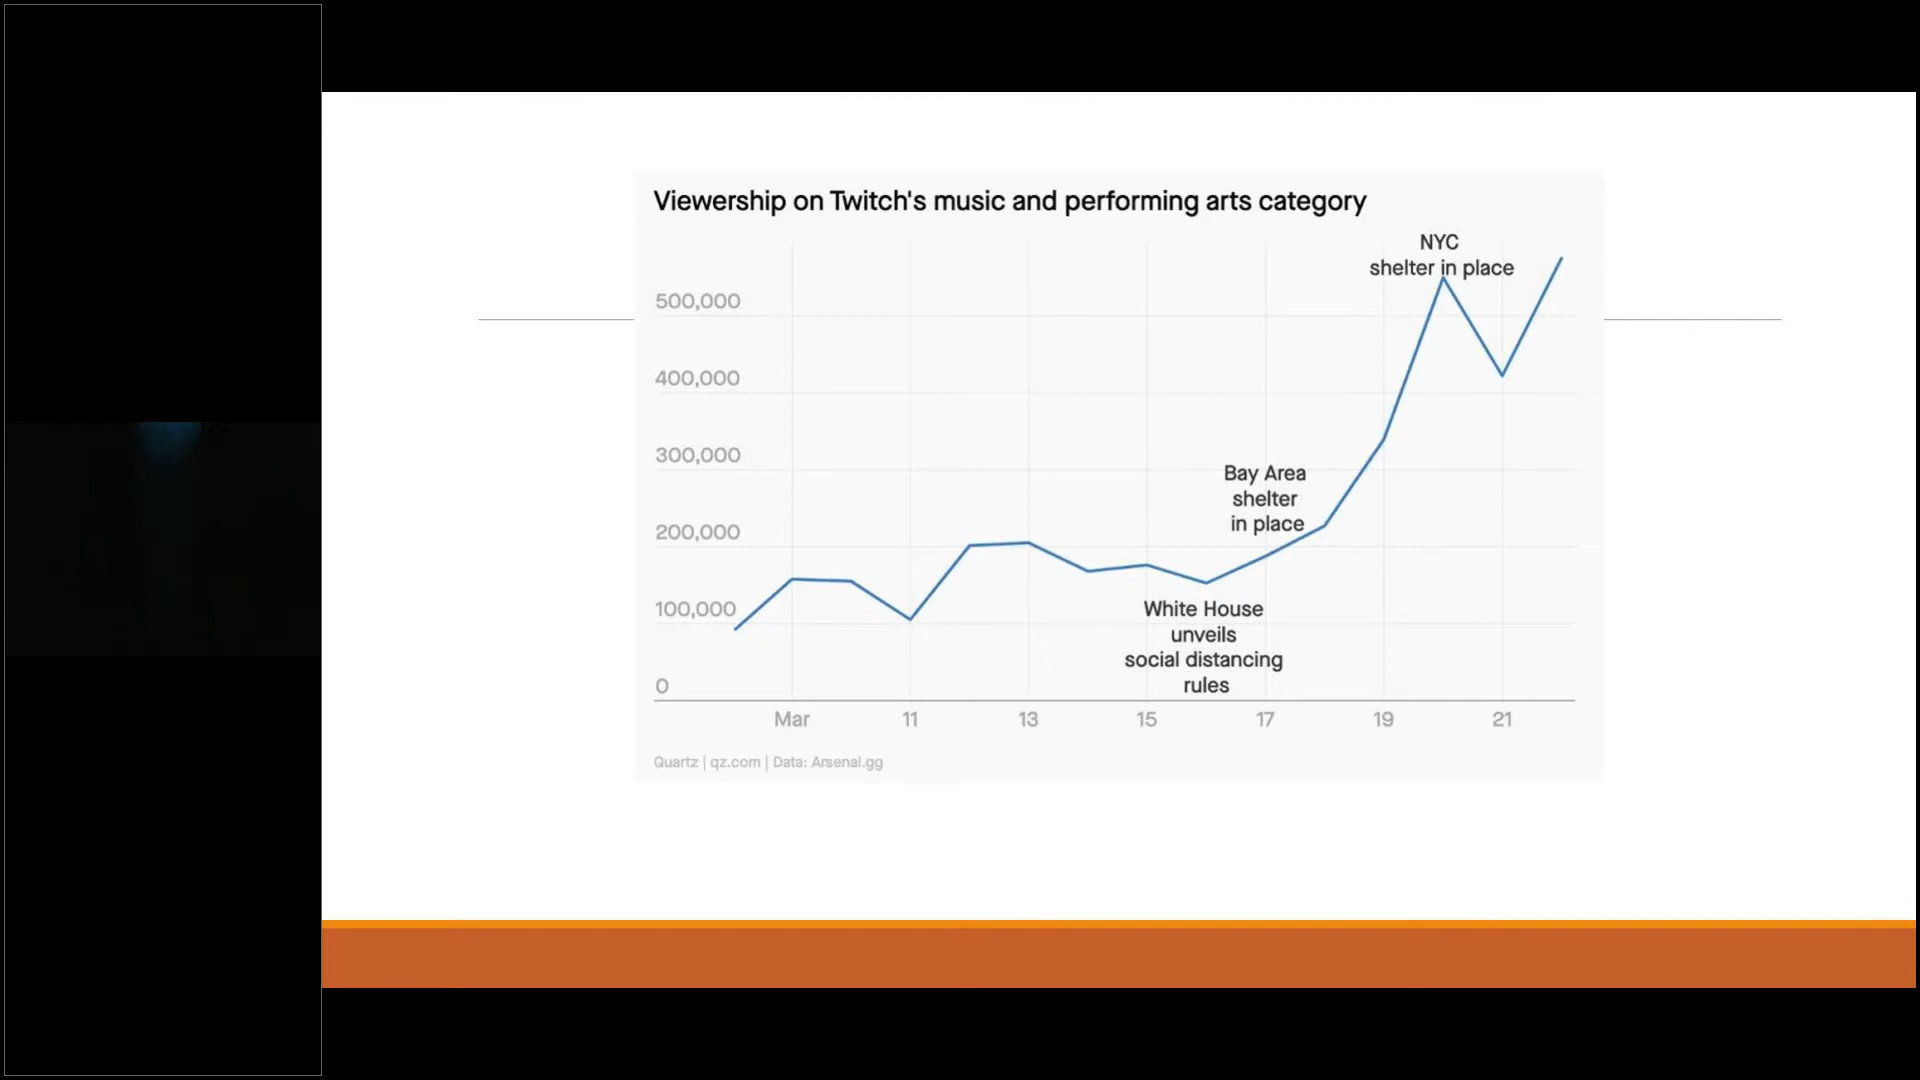 Viewership on Twitch's music and performing arts category
NYC
shelter in place
500,000
400,000
300,000
Bay Area
shelter
in place
200,000
100,000
White House
unveils
social distancing
rules
0
Mar 11 13 15 17 19 21
Quartz | qz.com | Data: Arsenal.gg